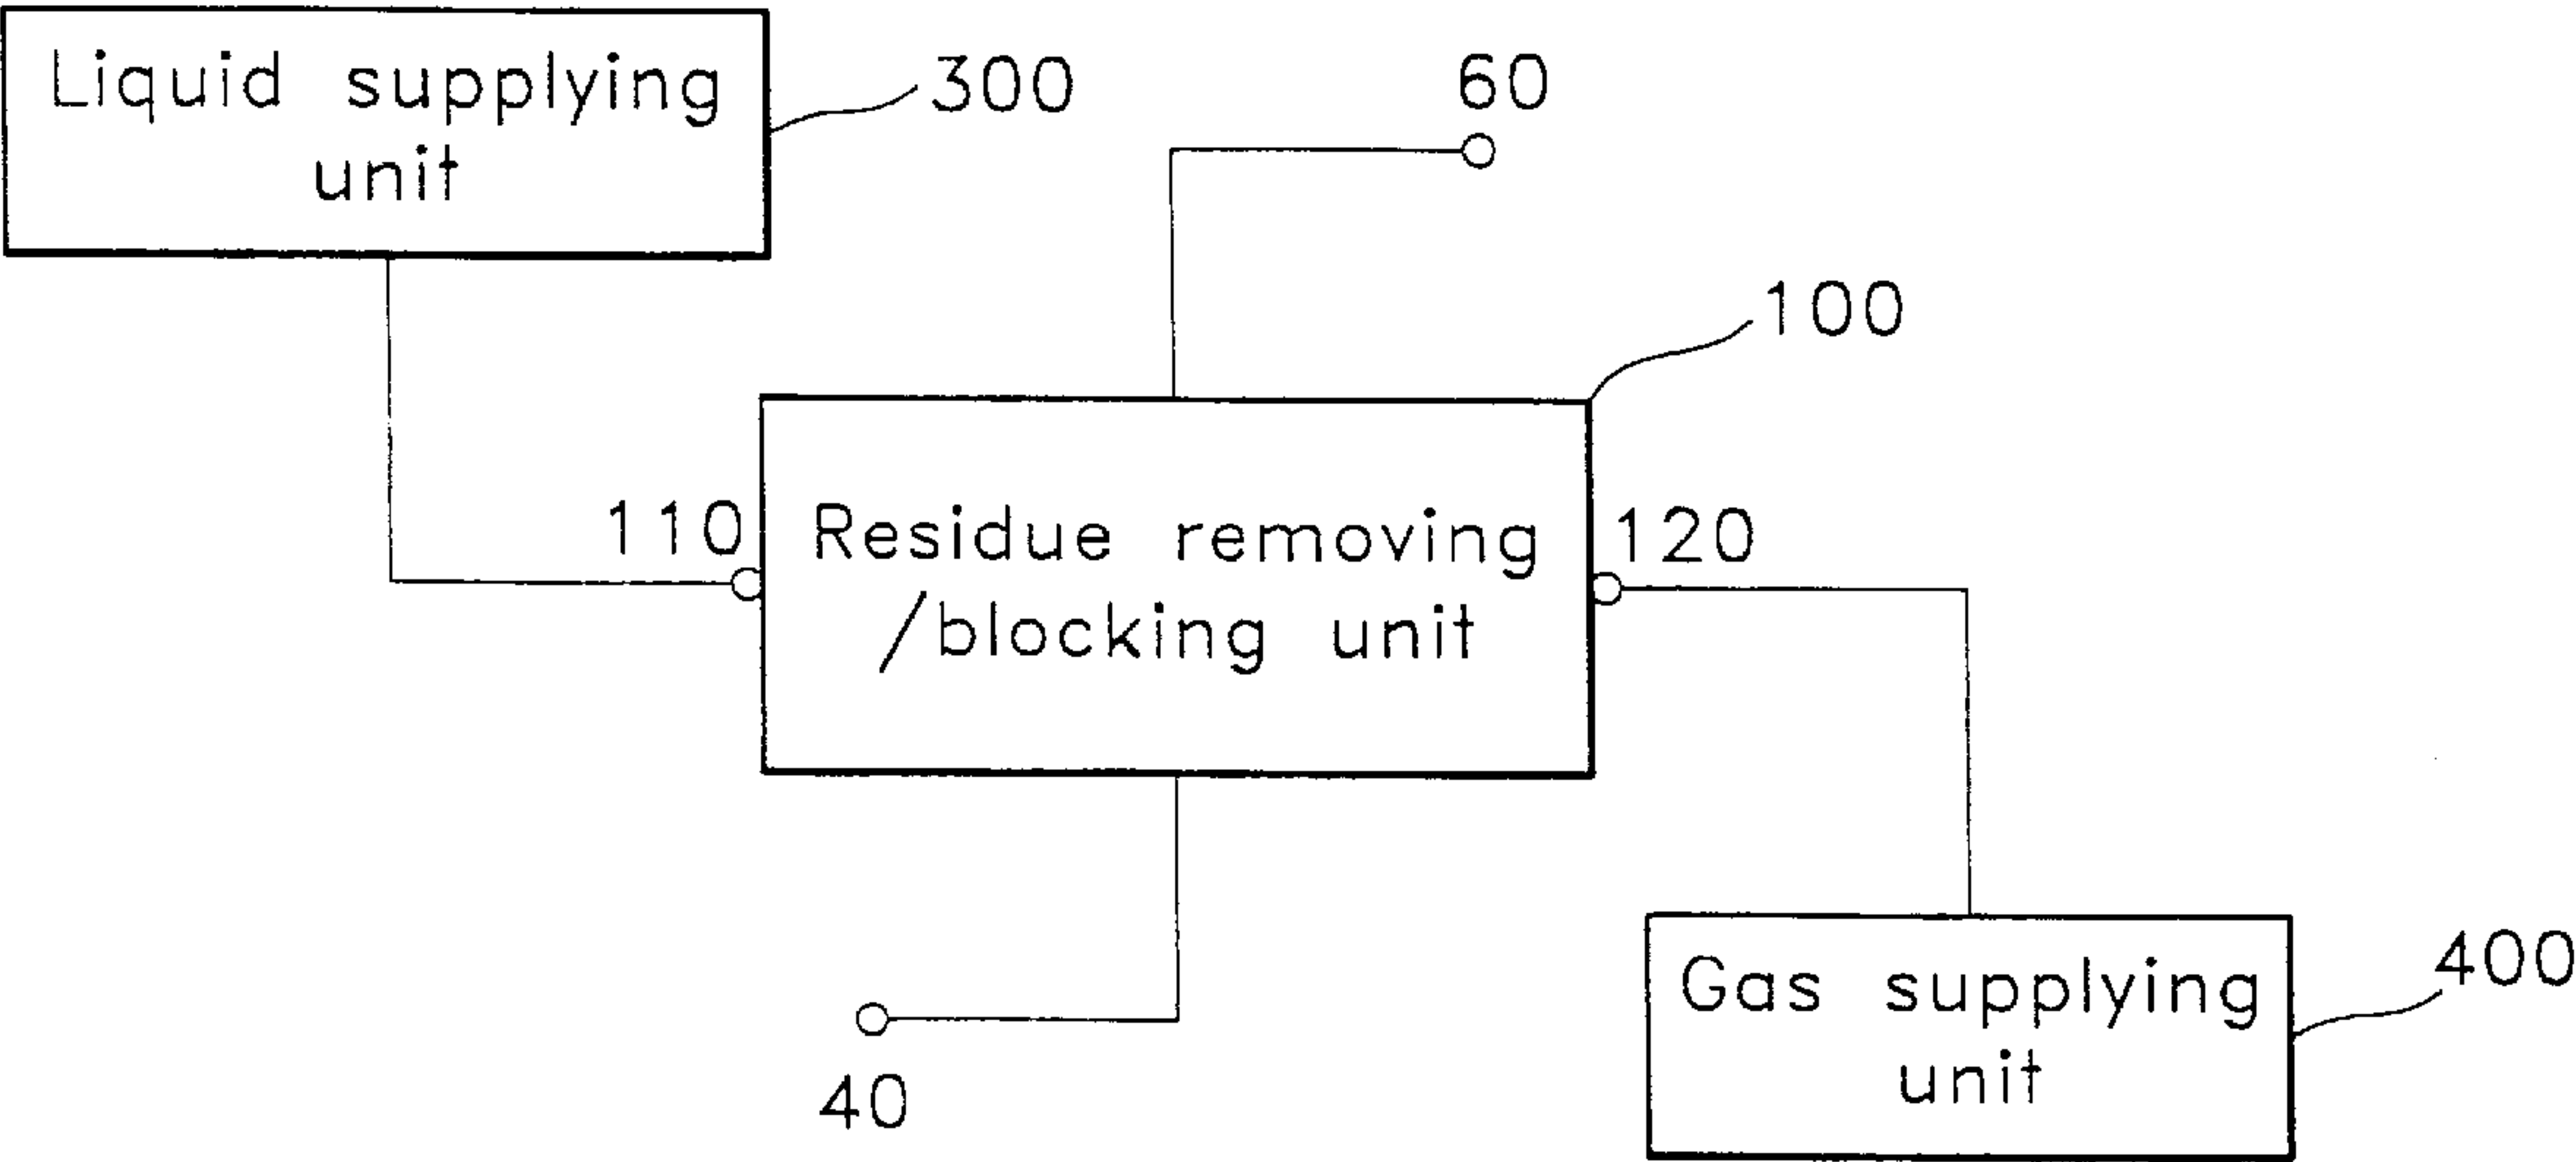 Liquid supplying
unit
300
60
100
110
Residue removing
/blocking unit
120
40
Gas supplying
unit
400